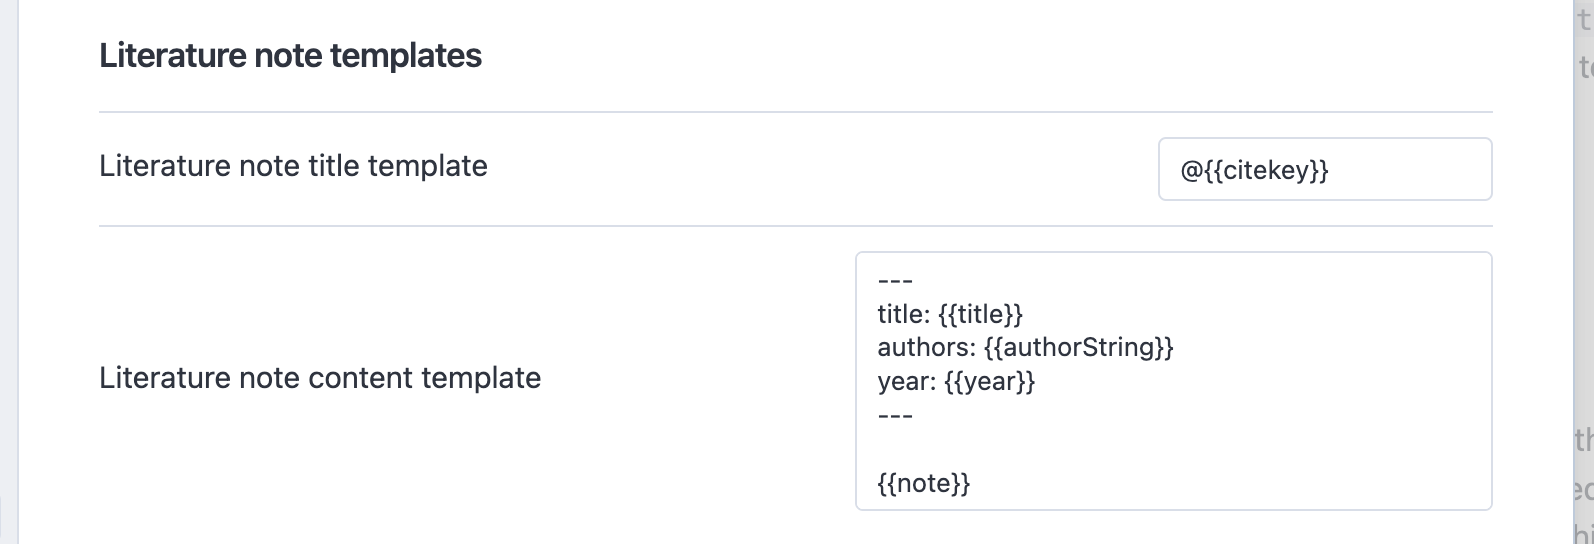 Literature note templates
Literature note title template
@{{citekey}}
Literature note content template
---
title: {{title}}
authors: {{authorString}}
year: {{year}}
---
{{note}}